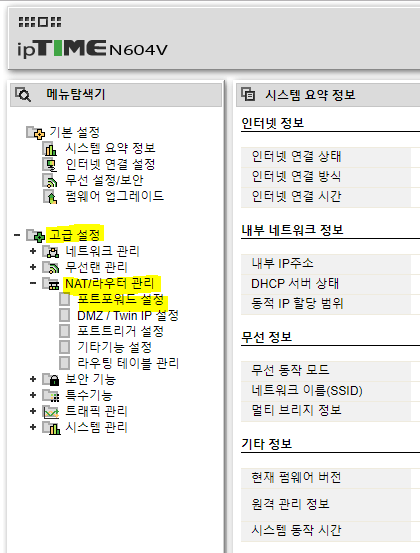 ipTIME N604V
메뉴탐색기
기본 설정
시스템 요약 정보
인터넷 연결 설정
무선 설정/보안
펌웨어 업그레이드
고급 설정
네트워크 관리
무선랜 관리
NAT/라우터 관리
포트포워드 설정
DMZ / Twin IP 설정
포트트리거 설정
기타기능 설정
라우팅 테이블 관리
보안 기능
특수기능
트래픽 관리
시스템 관리
시스템 요약 정보
인터넷 정보
인터넷 연결 상태
인터넷 연결 방식
인터넷 연결 시간
내부 네트워크 정보
내부 IP주소
DHCP 서버 상태
동적 IP 할당 범위
무선 정보
무선 동작 모드
네트워크 이름(SSID)
멀티 브리지 정보
기타 정보
현재 펌웨어 버전
원격 관리 정보
시스템 동작 시간